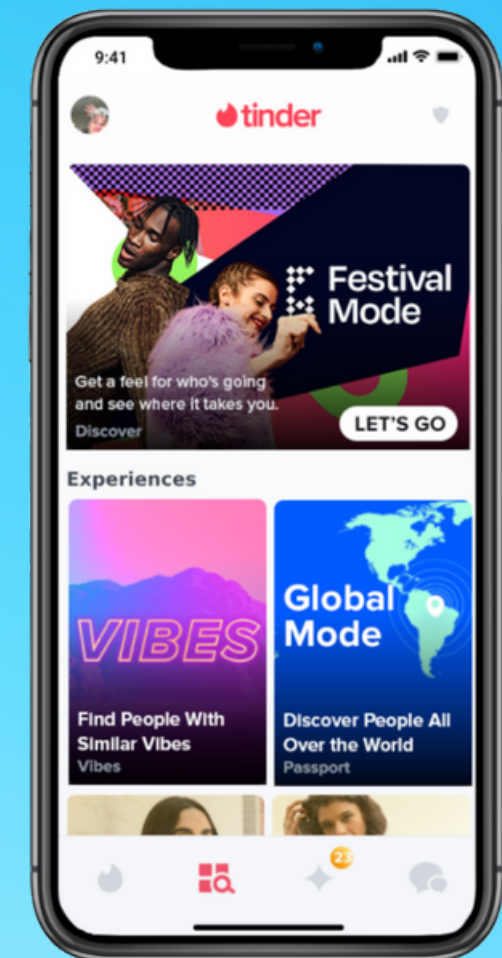 9:41
tinder
Festival
Mode
Get a feel for who's going
and see where it takes you.
Discover
LET'S GO
Experiences
VIBES
Find People With
Similar Vibes
Vibes
Global
Mode
Discover People All
Over the World
Passport
23